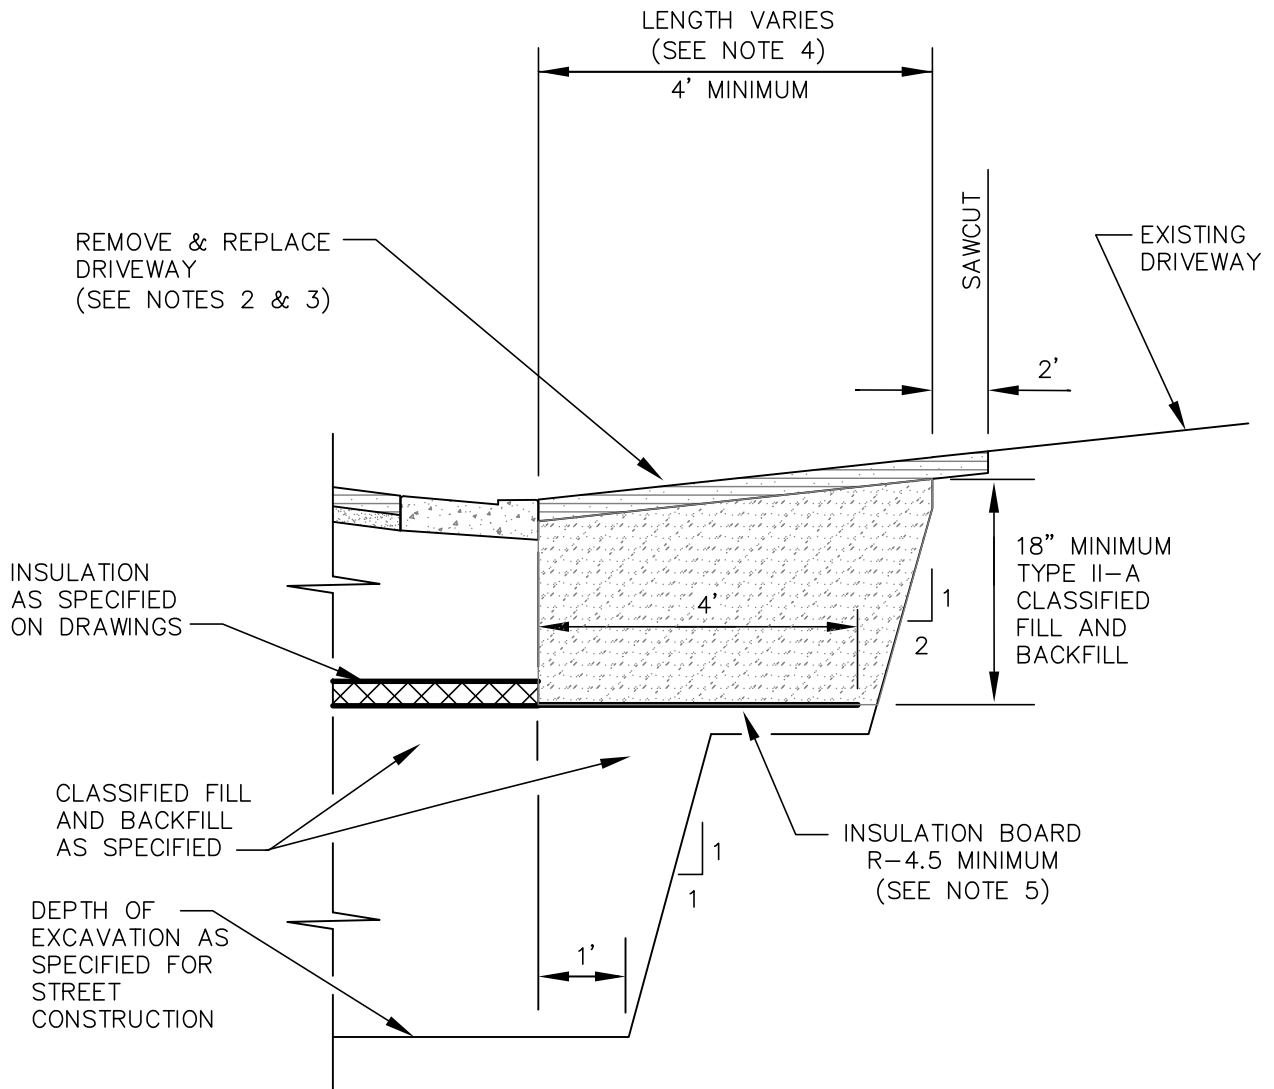 LENGTH VARIES
(SEE NOTE 4)
4' MINIMUM
SAWCUT
REMOVE & REPLACE
DRIVEWAY
(SEE NOTES 2 & 3)
EXISTING
DRIVEWAY
2'
18" MINIMUM
TYPE II-A
CLASSIFIED
FILL AND
BACKFILL
INSULATION
AS SPECIFIED
ON DRAWINGS
4'
1
2
CLASSIFIED FILL
AND BACKFILL
AS SPECIFIED
INSULATION BOARD
R-4.5 MINIMUM
(SEE NOTE 5)
1
1
DEPTH OF
EXCAVATION AS
SPECIFIED FOR
STREET
CONSTRUCTION
1'